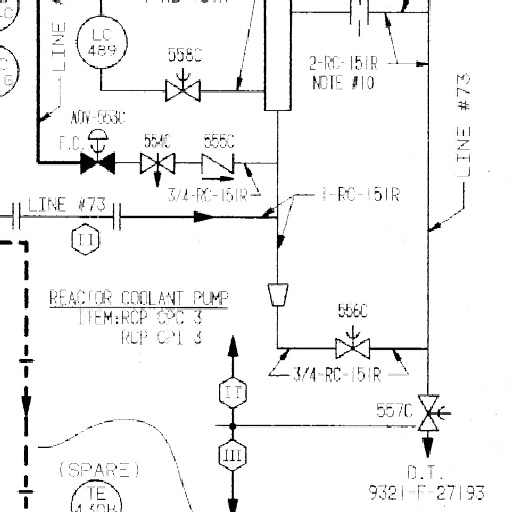 LINE #
LC
489
558C
2-RC-151R
NOTE #10
LINE #73
AOV-553C
F.C.
554C
555C
3/4-RC-151R
1-RC-151R
LINE #73
II
REACTOR COOLANT PUMP
ITEM:RCP CPC 3
RCP CPI 3
556C
3/4-RC-151R
II
557C
III
(SPARE)
TE
430B
D.T.
9321-F-27193